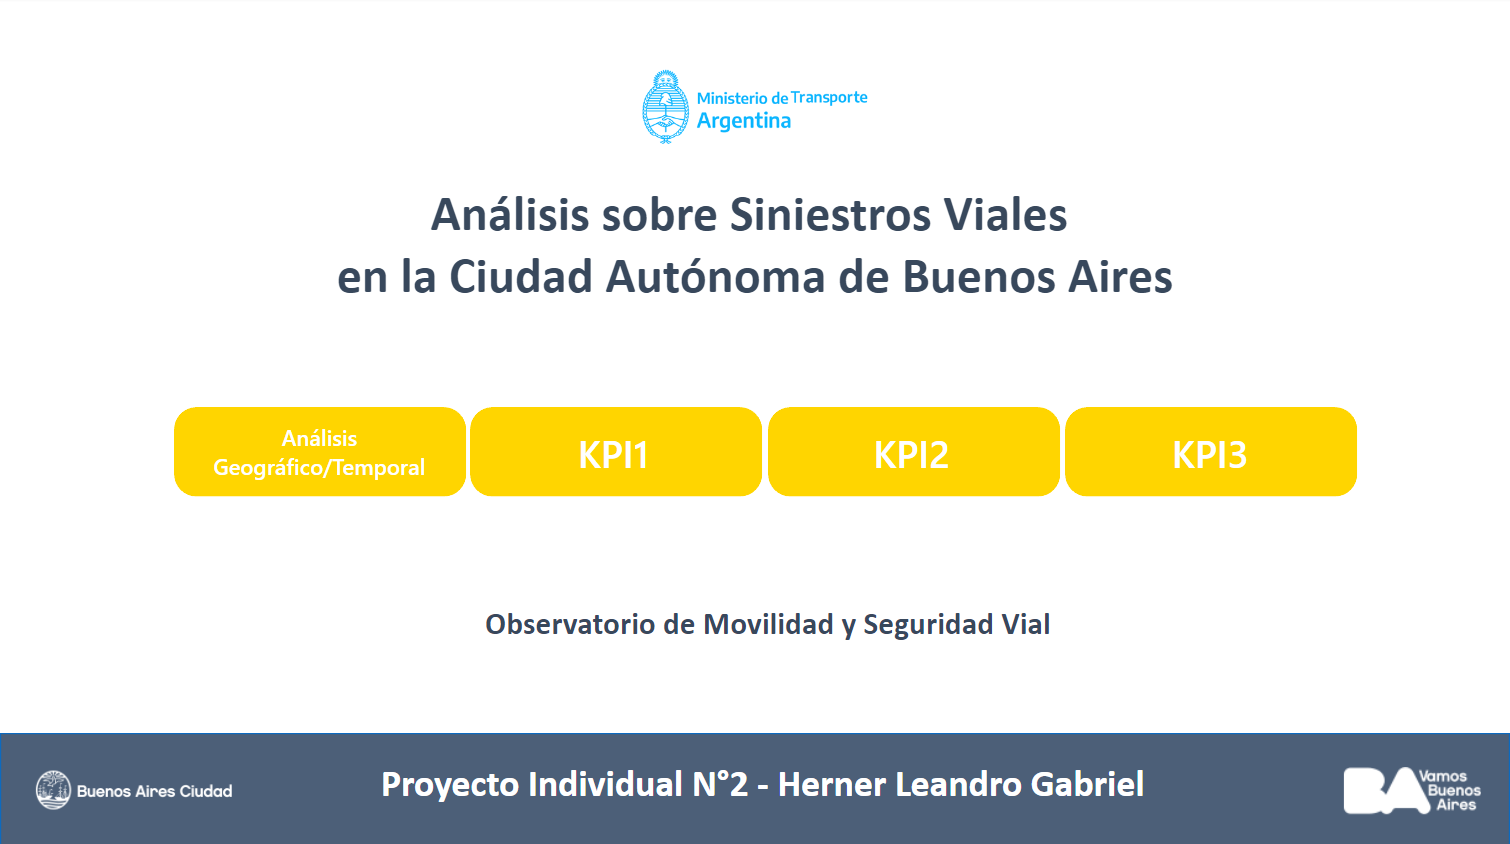 Ministerio de Transporte
Argentina
Análisis sobre Siniestros Viales
en la Ciudad Autónoma de Buenos Aires
Análisis
Geográfico/Temporal
KPI1
KPI2
KPI3
Observatorio de Movilidad y Seguridad Vial
Buenos Aires Ciudad
Proyecto Individual N°2 - Herner Leandro Gabriel
BA
Vamos
Buenos
Aires